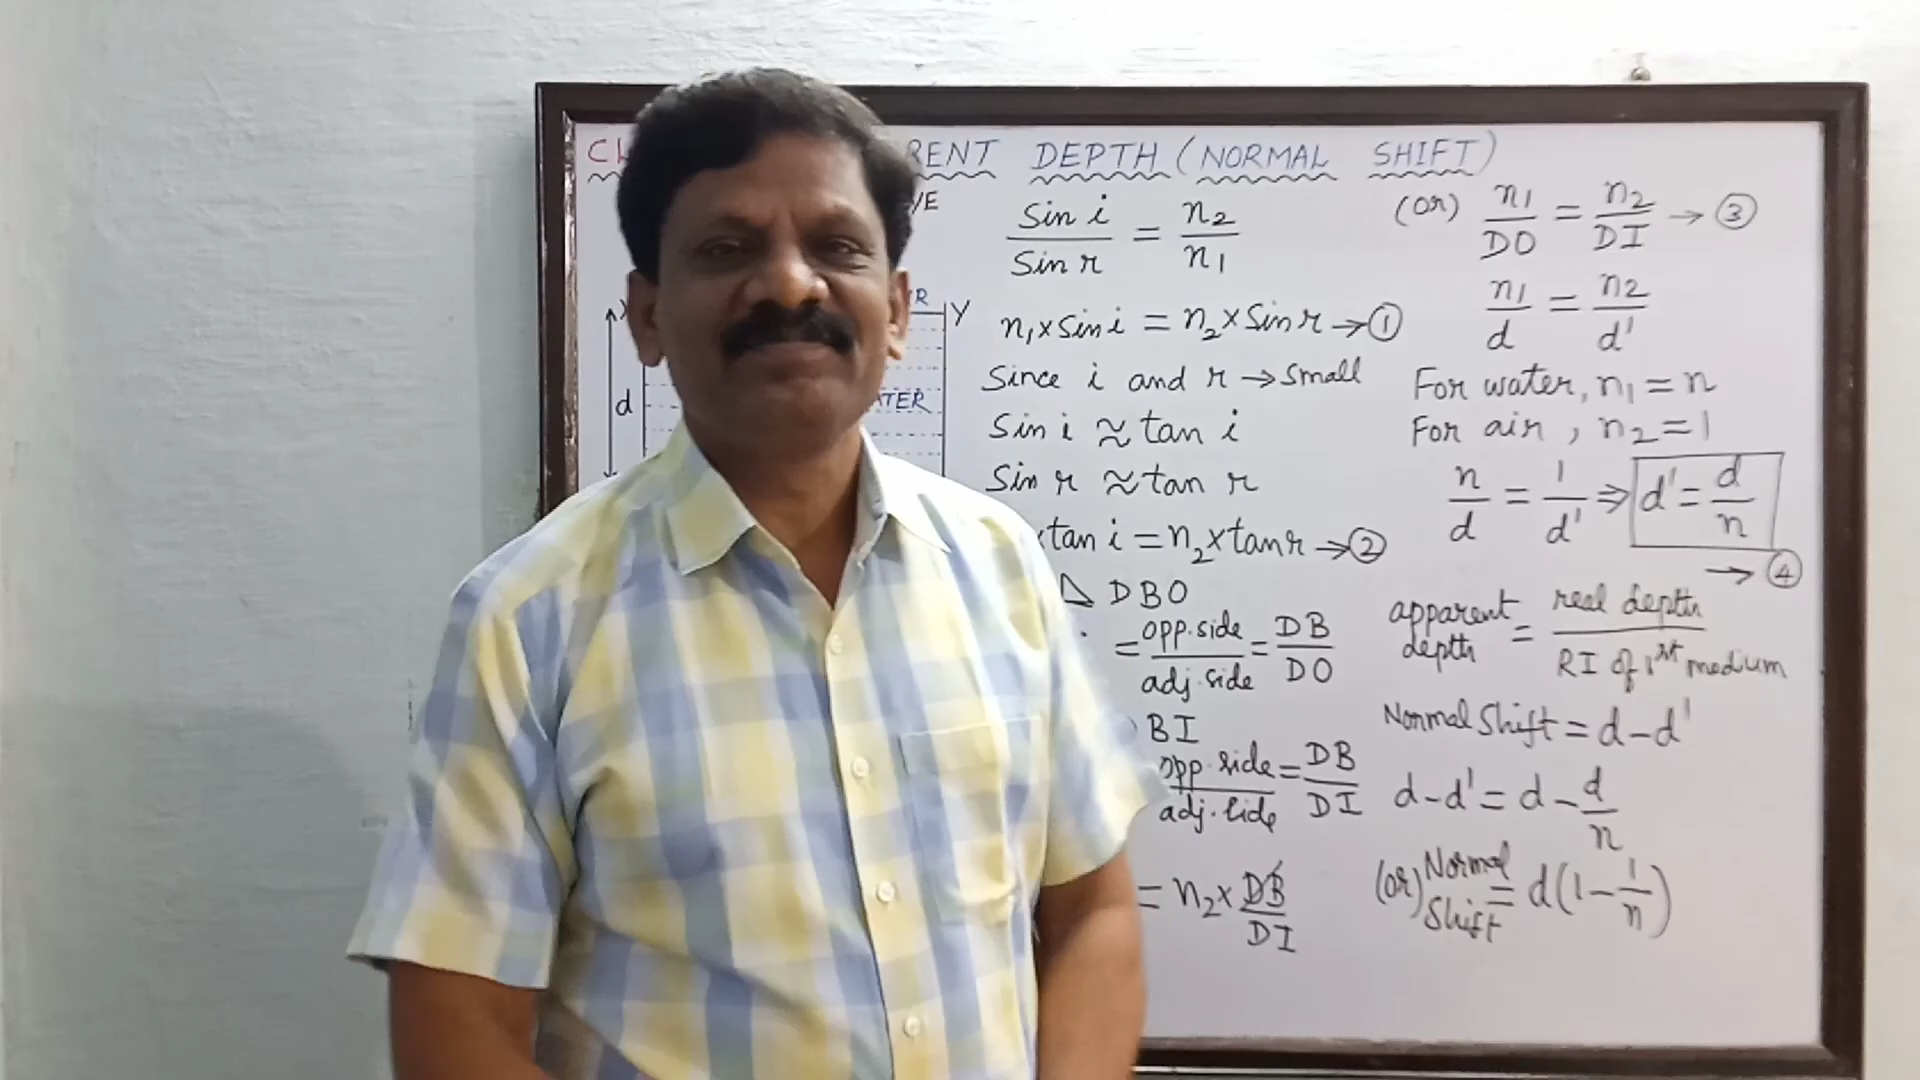 DEPTH (NORMAL SHIFT)
Y
d
sin i / sin r = n₂ / n₁
n₁ x sin i = n₂ x sin r → ①
Since i and r → small
Sin i ≈ tan i
Sin r ≈ tan r
tan i = n₂ x tan r → ②
DBO
= opp. side / adj. side = DB / DO
BI
opp. side / adj. side = DB / DI
= n₂ x DB / DI
(or) n₁ / DO = n₂ / DI → ③
n₁ / d = n₂ / d'
For water, n₁ = n
For air, n₂ = 1
n / d = 1 / d' ⇒ d' = d / n
→ ④
apparent depth = real depth / RI of 1st medium
Normal Shift = d - d'
d - d' = d - d / n
(or) Normal Shift = d(1 - 1/n)